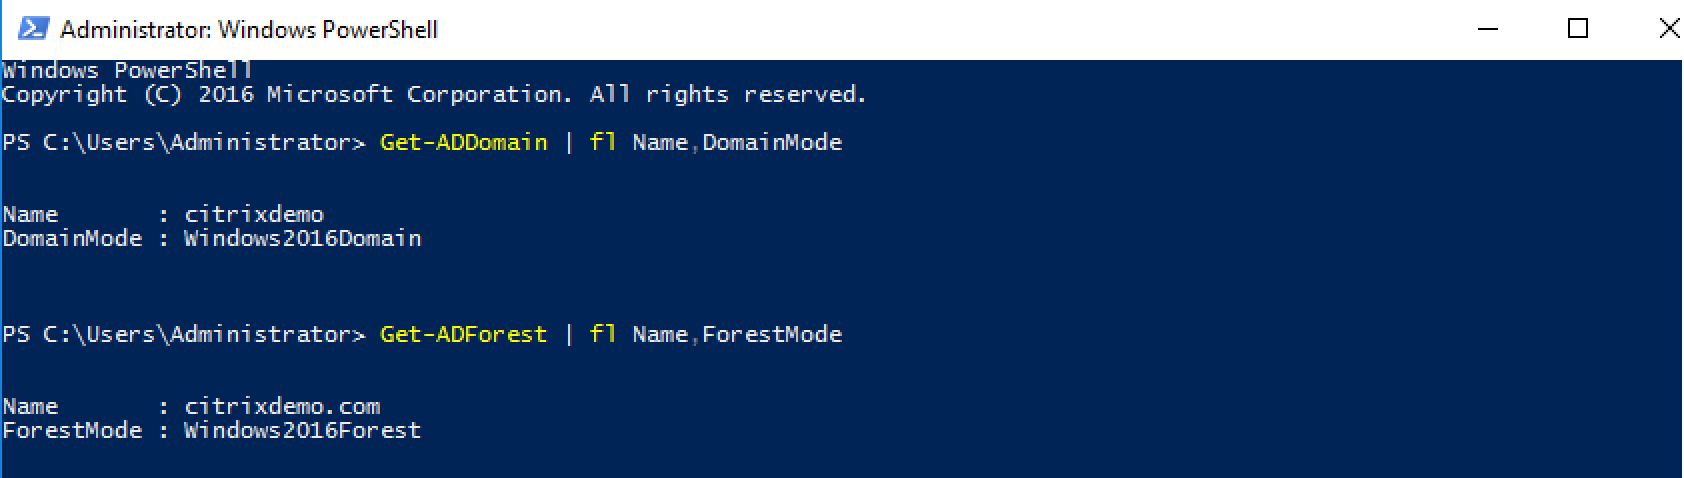 Administrator: Windows PowerShell
Windows PowerShell
Copyright (C) 2016 Microsoft Corporation. All rights reserved.
PS C:\Users\Administrator> Get-ADDomain | fl Name,DomainMode
Name       : citrixdemo
DomainMode : Windows2016Domain
PS C:\Users\Administrator> Get-ADForest | fl Name,ForestMode
Name       : citrixdemo.com
ForestMode : Windows2016Forest